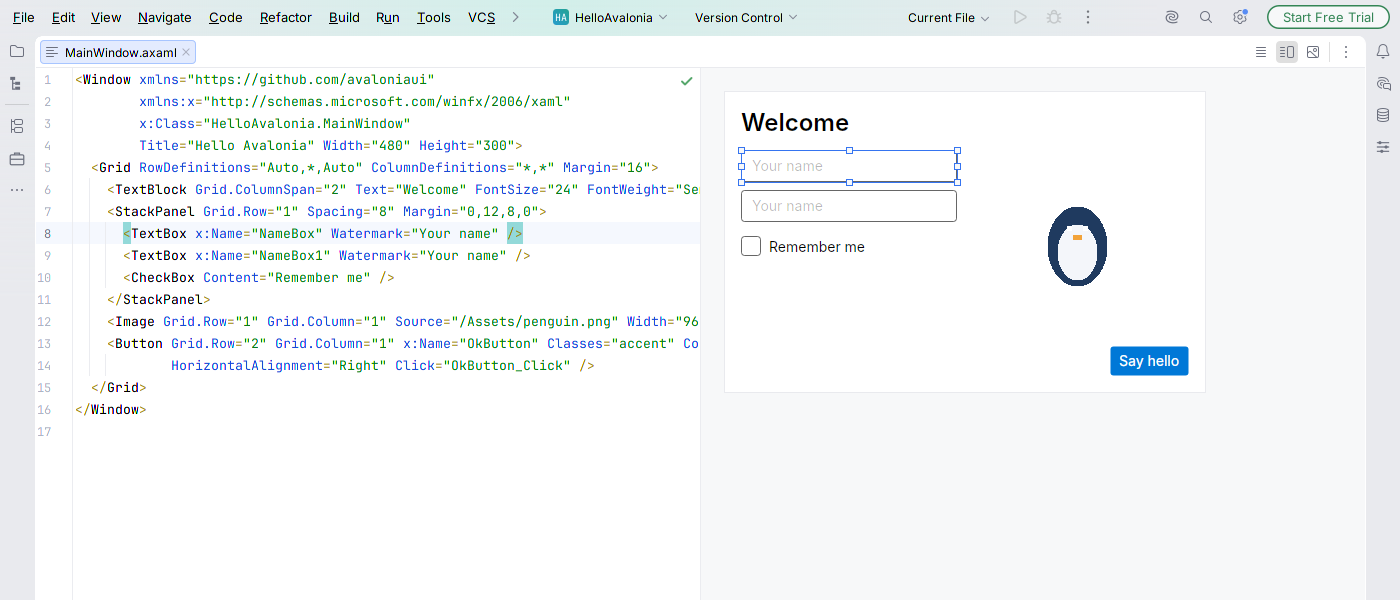 File Edit View Navigate Code Refactor Build Run Tools VCS HA HelloAvalonia Version Control Current File Start Free Trial
MainWindow.axaml
1 <Window xmlns="https://github.com/avaloniaui"
2 xmlns:x="http://schemas.microsoft.com/winfx/2006/xaml"
3 x:Class="HelloAvalonia.MainWindow"
4 Title="Hello Avalonia" Width="480" Height="300">
5 <Grid RowDefinitions="Auto,*,Auto" ColumnDefinitions="*,*" Margin="16">
6 <TextBlock Grid.ColumnSpan="2" Text="Welcome" FontSize="24" FontWeight="Se
7 <StackPanel Grid.Row="1" Spacing="8" Margin="0,12,8,0">
8 <TextBox x:Name="NameBox" Watermark="Your name" />
9 <TextBox x:Name="NameBox1" Watermark="Your name" />
10 <CheckBox Content="Remember me" />
11 </StackPanel>
12 <Image Grid.Row="1" Grid.Column="1" Source="/Assets/penguin.png" Width="96
13 <Button Grid.Row="2" Grid.Column="1" x:Name="OkButton" Classes="accent" Co
14 HorizontalAlignment="Right" Click="OkButton_Click" />
15 </Grid>
16 </Window>
17
Welcome
Your name
Your name
Remember me
Say hello